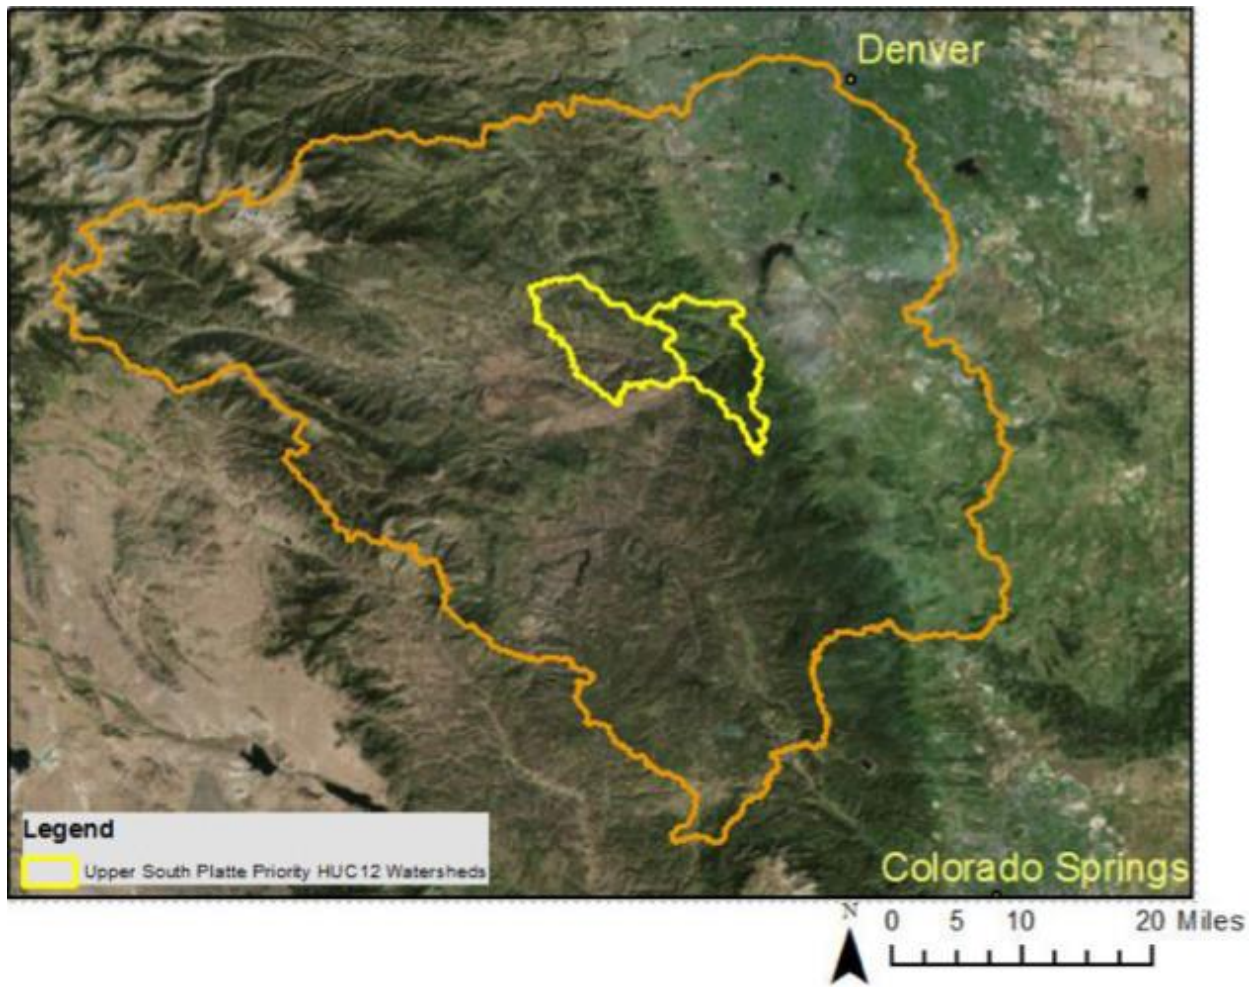 Denver
Legend
Upper South Platte Priority HUC12 Watersheds
Colorado Springs
N
0 5 10 20 Miles